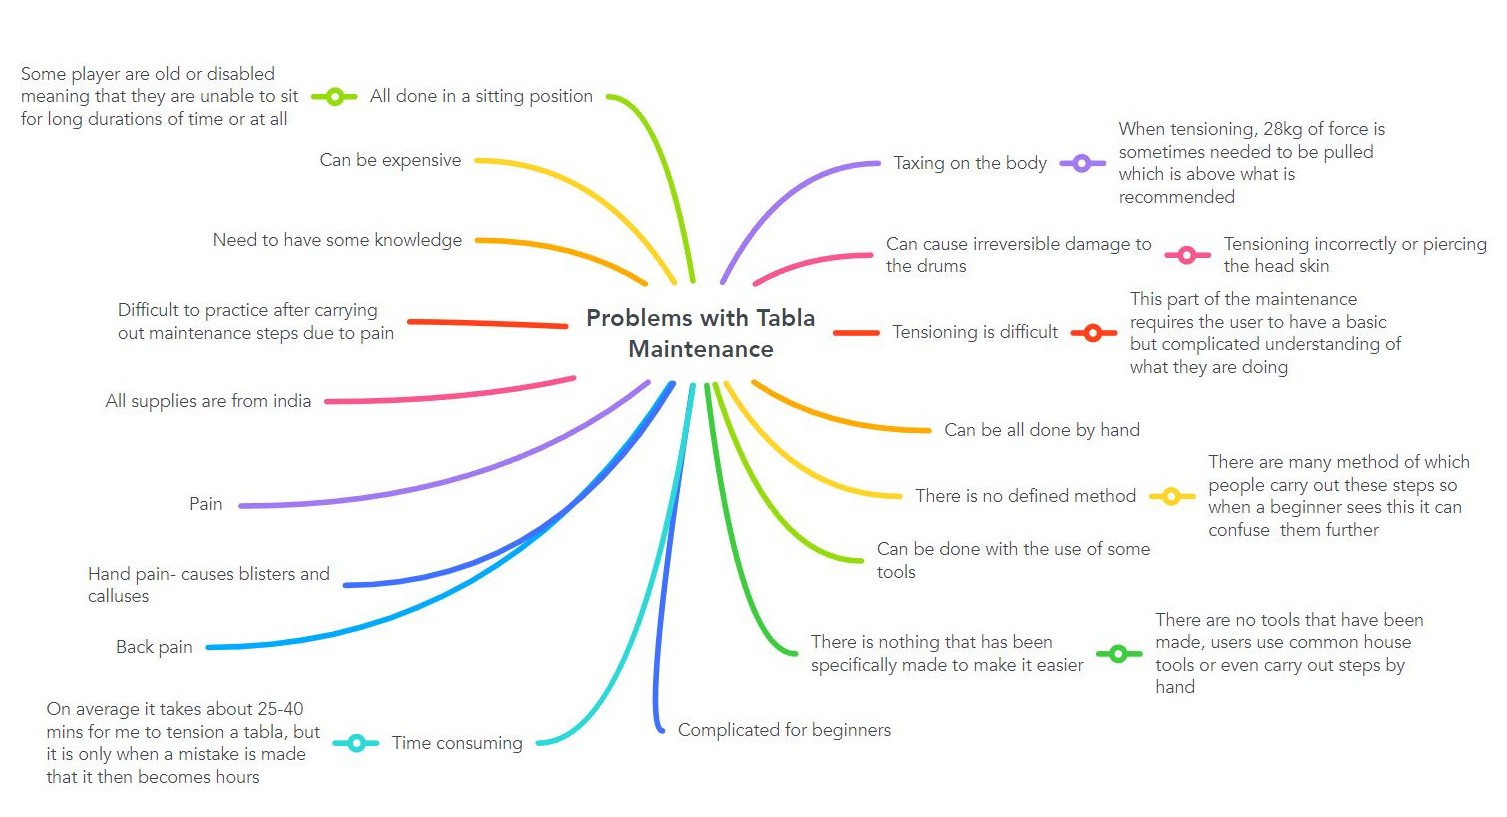 Problems with Tabla
Maintenance
Some player are old or disabled
meaning that they are unable to sit
for long durations of time or at all
All done in a sitting position
Can be expensive
Need to have some knowledge
Difficult to practice after carrying
out maintenance steps due to pain
All supplies are from india
Pain
Hand pain- causes blisters and
calluses
Back pain
On average it takes about 25-40
mins for me to tension a tabla, but
it is only when a mistake is made
that it then becomes hours
Time consuming
Taxing on the body
When tensioning, 28kg of force is
sometimes needed to be pulled
which is above what is
recommended
Can cause irreversible damage to
the drums
Tensioning incorrectly or piercing
the head skin
Tensioning is difficult
This part of the maintenance
requires the user to have a basic
but complicated understanding of
what they are doing
Can be all done by hand
There is no defined method
There are many method of which
people carry out these steps so
when a beginner sees this it can
confuse  them further
Can be done with the use of some
tools
There is nothing that has been
specifically made to make it easier
There are no tools that have been
made, users use common house
tools or even carry out steps by
hand
Complicated for beginners